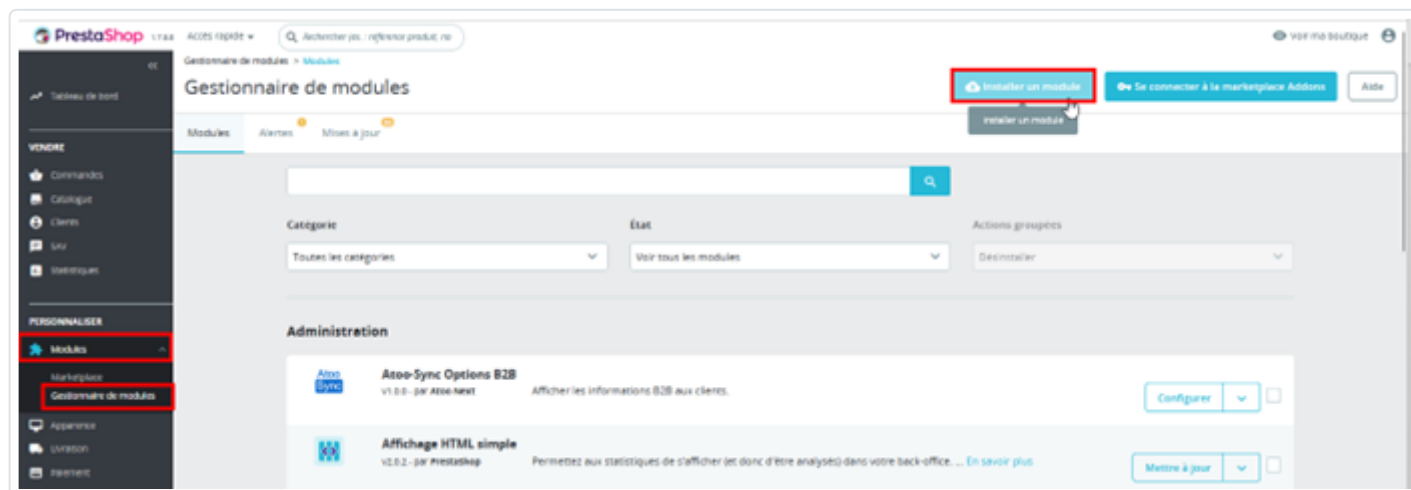 PrestaShop 1.7.8.8 Accès rapide Rechercher (ex. : référence produit, no Voir ma boutique
Gestionnaire de modules > Modules
Gestionnaire de modules
Installer un module Se connecter à la marketplace Addons Aide
Installer un module
Modules Alertes Mises à jour
Tableau de bord
VENDRE
Commandes
Catalogue
Clients
SAV
Statistiques
PERSONNALISER
Modules
Marketplace
Gestionnaire de modules
Apparence
Livraison
Paiement
Catégorie État Actions groupées
Toutes les catégories Voir tous les modules Désinstaller
Administration
Atoo Sync
Atoo-Sync Options B2B
v1.0.0 - par Atoo Next Afficher les informations B2B aux clients. Configurer
Affichage HTML simple
v2.0.2 - par PrestaShop Permettez aux statistiques de s'afficher (et donc d'être analysés) dans votre back-office. ... En savoir plus Mettre à jour